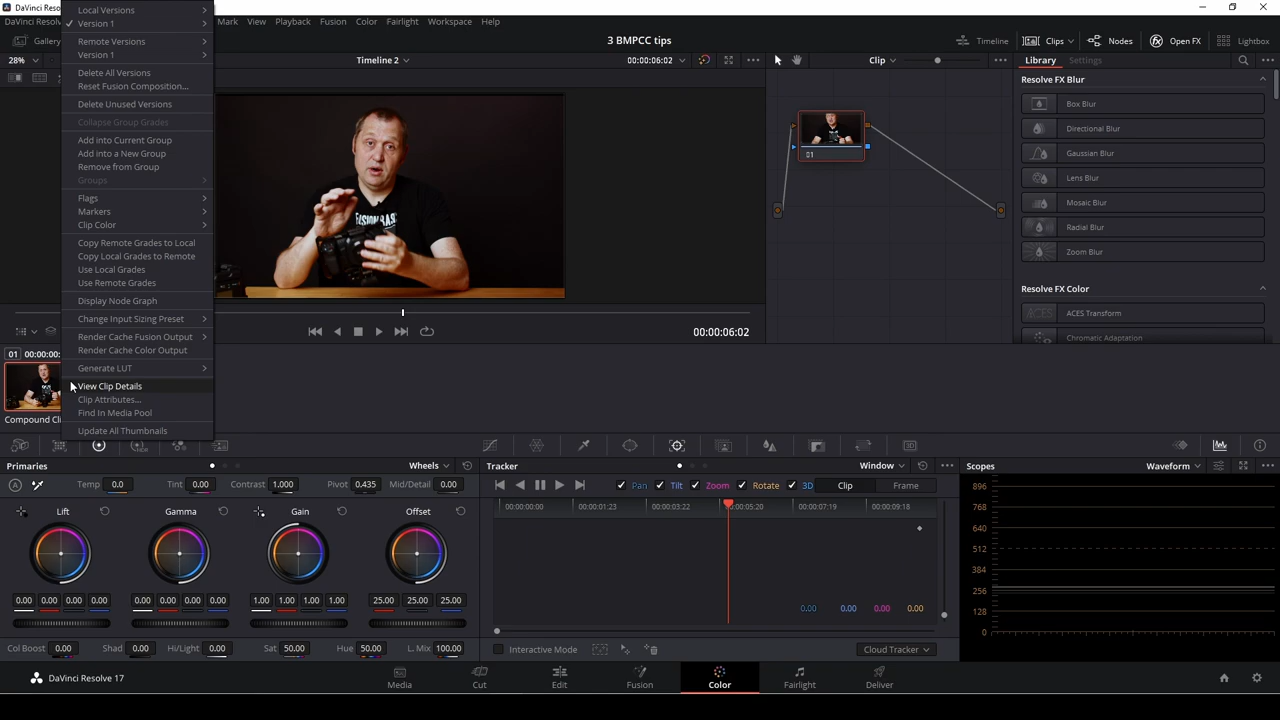 DaVinci Resol
Local Versions
Version 1
Remote Versions
Version 1
Delete All Versions
Reset Fusion Composition...
Delete Unused Versions
Collapse Group Grades
Add into Current Group
Add into a New Group
Remove from Group
Groups
Flags
Markers
Clip Color
Copy Remote Grades to Local
Copy Local Grades to Remote
Use Local Grades
Use Remote Grades
Display Node Graph
Change Input Sizing Preset
Render Cache Fusion Output
Render Cache Color Output
Generate LUT
View Clip Details
Clip Attributes...
Find In Media Pool
Update All Thumbnails
DaVinci Resolv
Mark View Playback Fusion Color Fairlight Workspace Help
Gallery
3 BMPCC tips
Timeline Clips Nodes Open FX Lightbox
28%
Timeline 2
00:00:06:02
Clip
Library Settings
01
Resolve FX Blur
Box Blur
Directional Blur
Gaussian Blur
Lens Blur
Mosaic Blur
Radial Blur
Zoom Blur
Resolve FX Color
ACES Transform
Chromatic Adaptation
00:00:06:02
01 00:00:00:
Compound Cli
Primaries
Wheels
Temp 0.0 Tint 0.00 Contrast 1.000 Pivot 0.435 Mid/Detail 0.00
Lift Gamma Gain Offset
0.00 0.00 0.00 0.00
0.00 0.00 0.00 0.00
1.00 1.00 1.00 1.00
25.00 25.00 25.00
Col Boost 0.00 Shad 0.00 Hi/Light 0.00 Sat 50.00 Hue 50.00 L. Mix 100.00
Tracker
Window
Pan Tilt Zoom Rotate 3D Clip Frame
00:00:00:00 00:00:01:23 00:00:03:22 00:00:05:20 00:00:07:19 00:00:09:18
0.00 0.00 0.00 0.00
Interactive Mode
Cloud Tracker
Scopes
Waveform
896
768
640
512
384
256
128
0
DaVinci Resolve 17
Media Cut Edit Fusion Color Fairlight Deliver